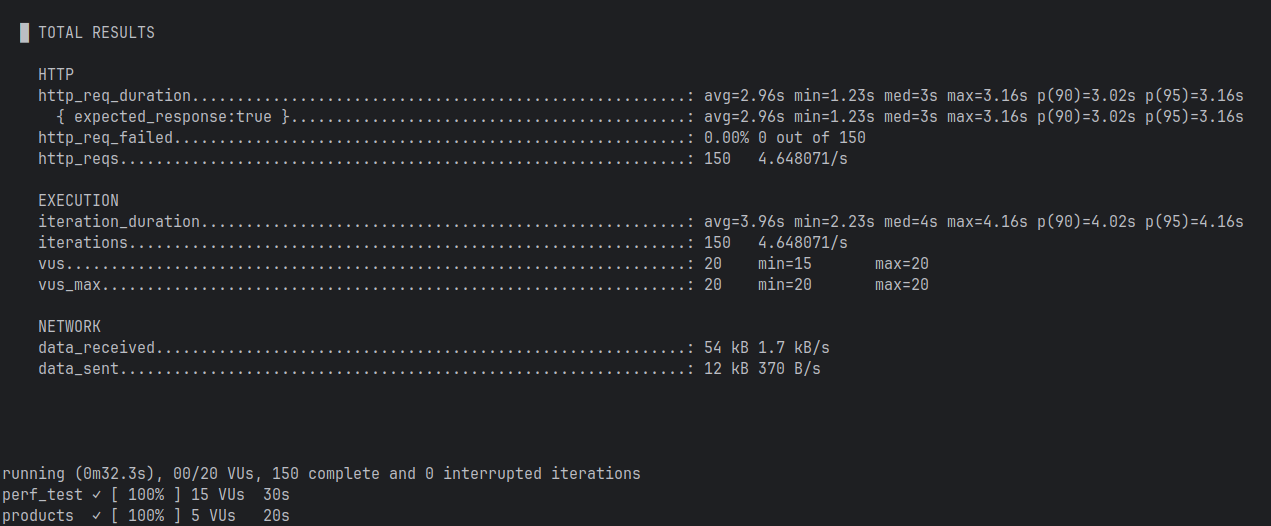 █ TOTAL RESULTS
HTTP
http_req_duration.......................................................: avg=2.96s min=1.23s med=3s max=3.16s p(90)=3.02s p(95)=3.16s
{ expected_response:true }............................................: avg=2.96s min=1.23s med=3s max=3.16s p(90)=3.02s p(95)=3.16s
http_req_failed.........................................................: 0.00% 0 out of 150
http_reqs...............................................................: 150 4.648071/s
EXECUTION
iteration_duration......................................................: avg=3.96s min=2.23s med=4s max=4.16s p(90)=4.02s p(95)=4.16s
iterations..............................................................: 150 4.648071/s
vus.....................................................................: 20 min=15 max=20
vus_max.................................................................: 20 min=20 max=20
NETWORK
data_received...........................................................: 54 kB 1.7 kB/s
data_sent...............................................................: 12 kB 370 B/s
running (0m32.3s), 00/20 VUs, 150 complete and 0 interrupted iterations
perf_test ✓ [ 100% ] 15 VUs 30s
products ✓ [ 100% ] 5 VUs 20s